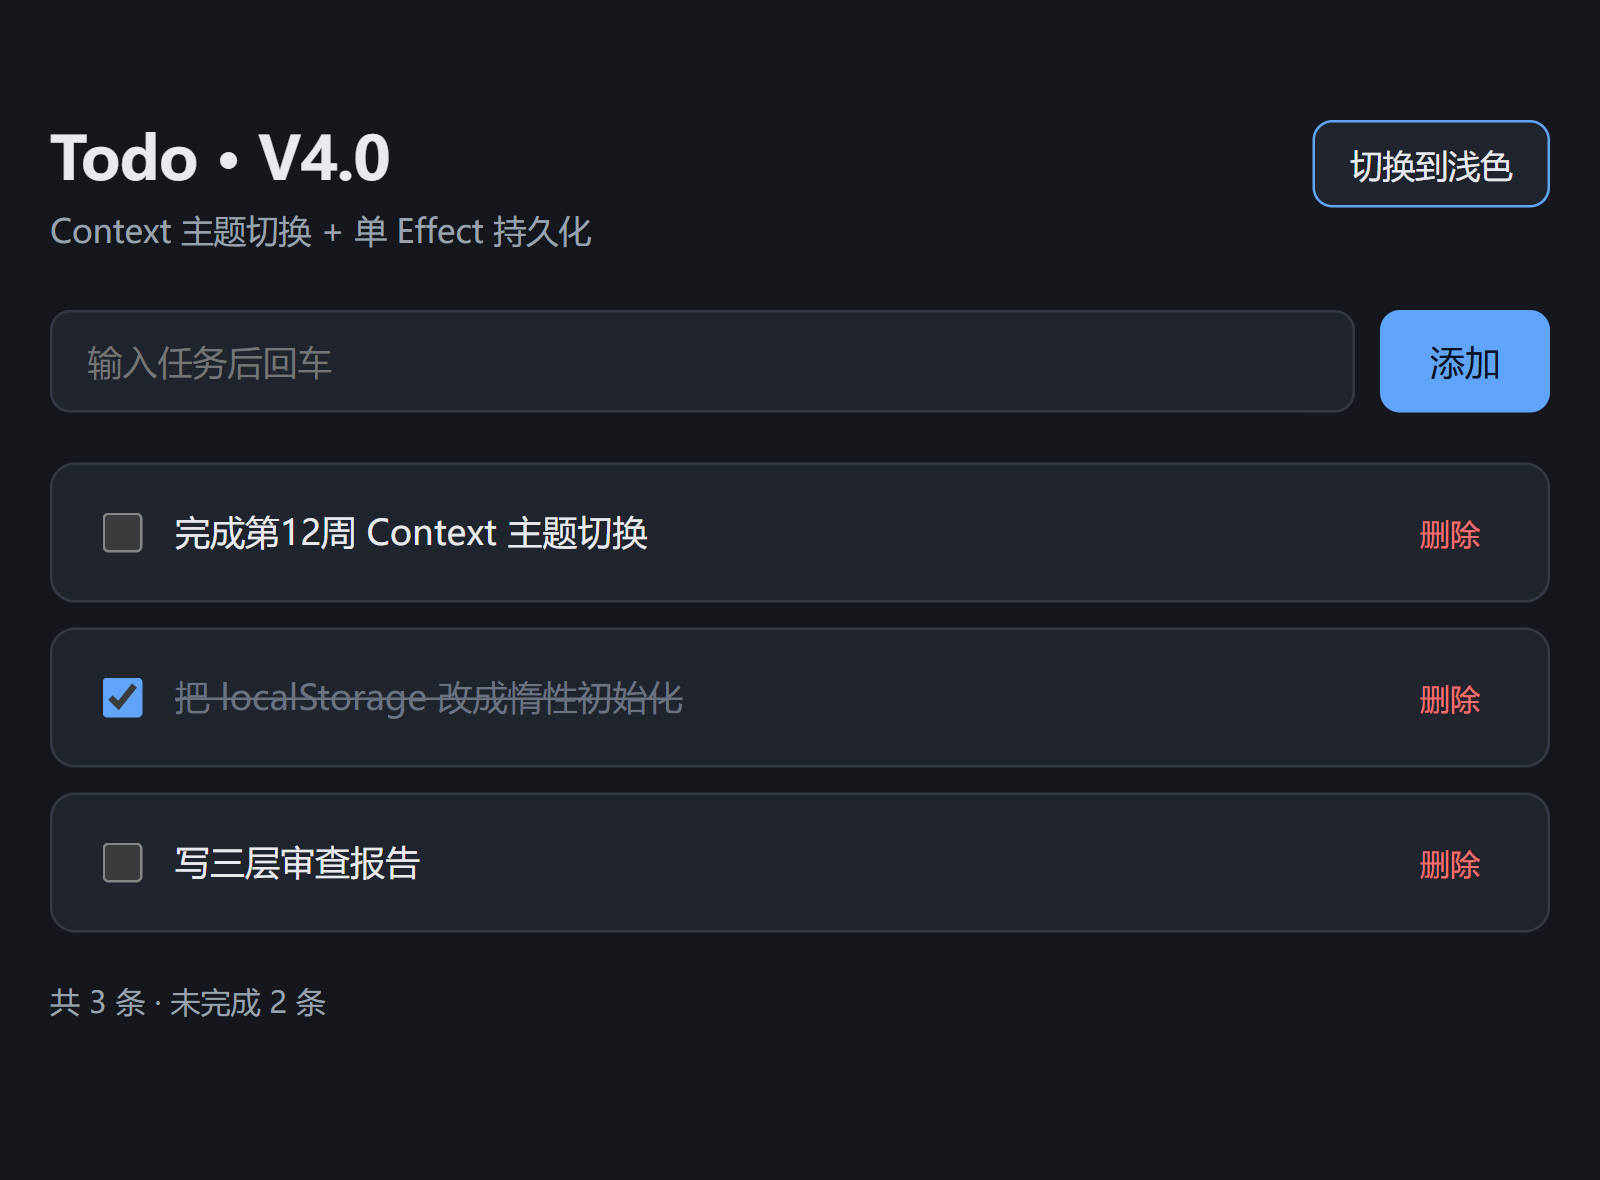 Todo • V4.0
切换到浅色
Context 主题切换 + 单 Effect 持久化
输入任务后回车
添加
完成第12周 Context 主题切换
删除
把 localStorage 改成惰性初始化
删除
写三层审查报告
删除
共 3 条 · 未完成 2 条